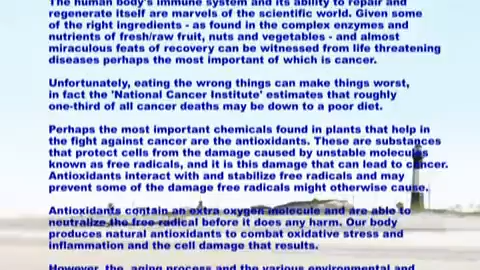 The human body's immune system and its ability to repair and
regenerate itself are marvels of the scientific world. Given some
of the right ingredients - as found in the complex enzymes and
nutrients of fresh/raw fruit, nuts and vegetables - and almost
miraculous feats of recovery can be witnessed from life threatening
diseases perhaps the most important of which is cancer.
Unfortunately, eating the wrong things can make things worst,
in fact the 'National Cancer Institute' estimates that roughly
one-third of all cancer deaths may be down to a poor diet.
Perhaps the most important chemicals found in plants that help in
the fight against cancer are the antioxidants. These are substances
that protect cells from the damage caused by unstable molecules
known as free radicals, and it is this damage that can lead to cancer.
Antioxidants interact with and stabilize free radicals and may
prevent some of the damage free radicals might otherwise cause.
Antioxidants contain an extra oxygen molecule and are able to
neutralize the free radical before it does any harm. Our body
produces natural antioxidants to combat oxidative stress and
inflammation and the cell damage that results.
However, the aging process and the various environmental and